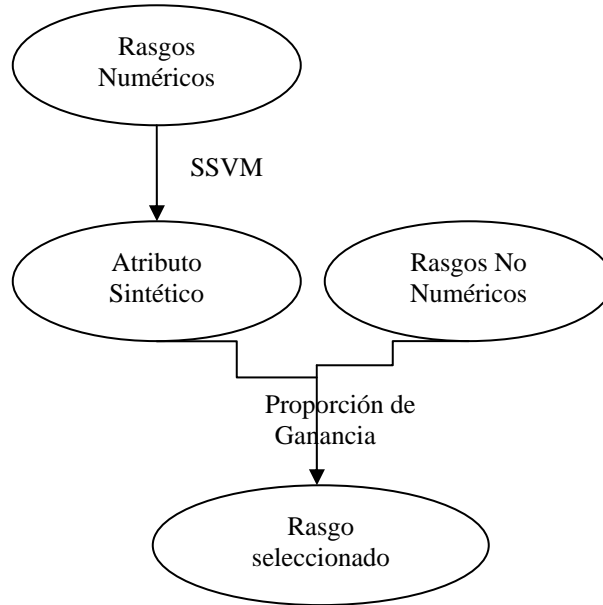 Rasgos
Numéricos
SSVM
Atributo
Sintético
Rasgos No
Numéricos
Proporción de
Ganancia
Rasgo
seleccionado